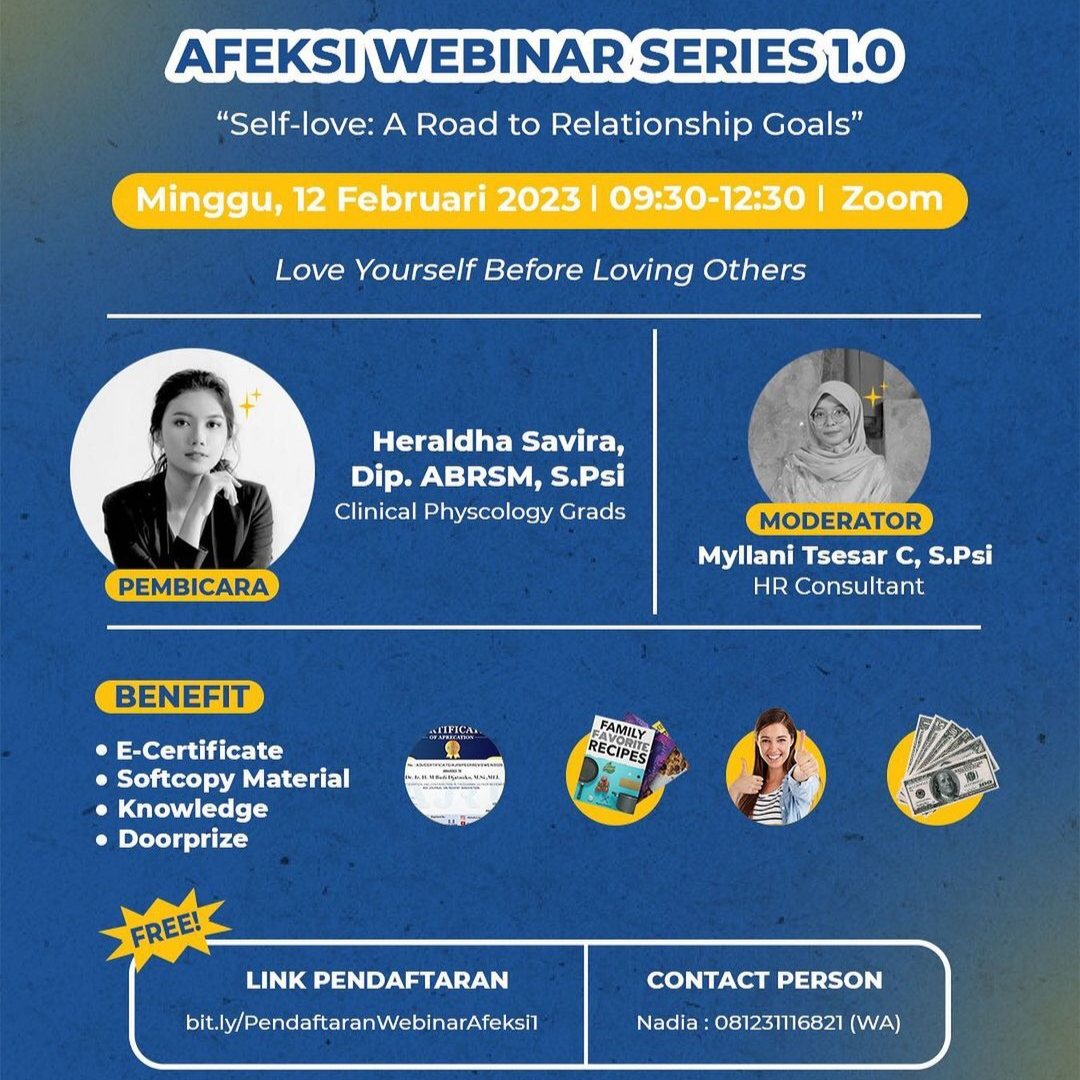 AFEKSI WEBINAR SERIES 1.0
“Self-love: A Road to Relationship Goals”
Minggu, 12 Februari 2023 | 09:30-12:30 | Zoom
Love Yourself Before Loving Others
Heraldha Savira,
Dip. ABRSM, S.Psi
Clinical Physcology Grads
PEMBICARA
MODERATOR
Myllani Tsesar C, S.Psi
HR Consultant
BENEFIT
• E-Certificate
• Softcopy Material
• Knowledge
• Doorprize
OF APRECATION
FAMILY
FAVORITE
RECIPES
100
FREE!
LINK PENDAFTARAN
bit.ly/PendaftaranWebinarAfeksi1
CONTACT PERSON
Nadia : 081231116821 (WA)